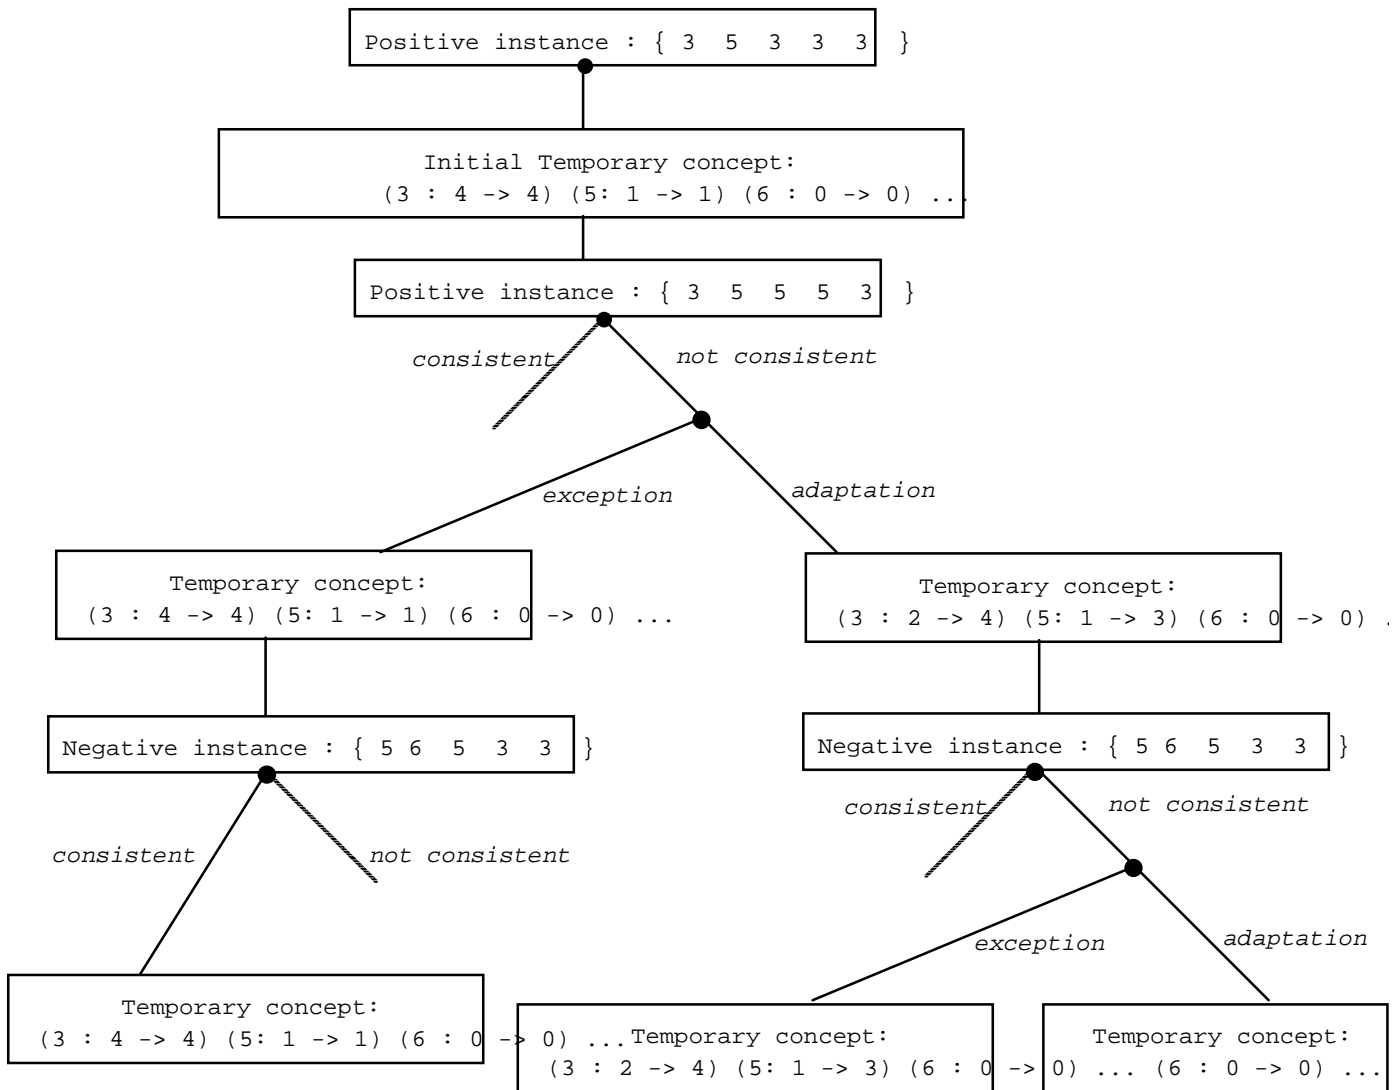 Positive instance : { 3 5 3 3 3 }
Initial Temporary concept:
(3 : 4 -> 4) (5: 1 -> 1) (6 : 0 -> 0) ...
Positive instance : { 3 5 5 5 3 }
consistent
not consistent
exception
adaptation
Temporary concept:
(3 : 4 -> 4) (5: 1 -> 1) (6 : 0 -> 0) ...
Temporary concept:
(3 : 2 -> 4) (5: 1 -> 3) (6 : 0 -> 0) .
Negative instance : { 5 6 5 3 3 }
Negative instance : { 5 6 5 3 3 }
consistent
not consistent
consistent
not consistent
exception
adaptation
Temporary concept:
(3 : 4 -> 4) (5: 1 -> 1) (6 : 0 -> 0) ...
Temporary concept:
(3 : 2 -> 4) (5: 1 -> 3) (6 : 0 -> 0) ...
Temporary concept:
(6 : 0 -> 0) ...